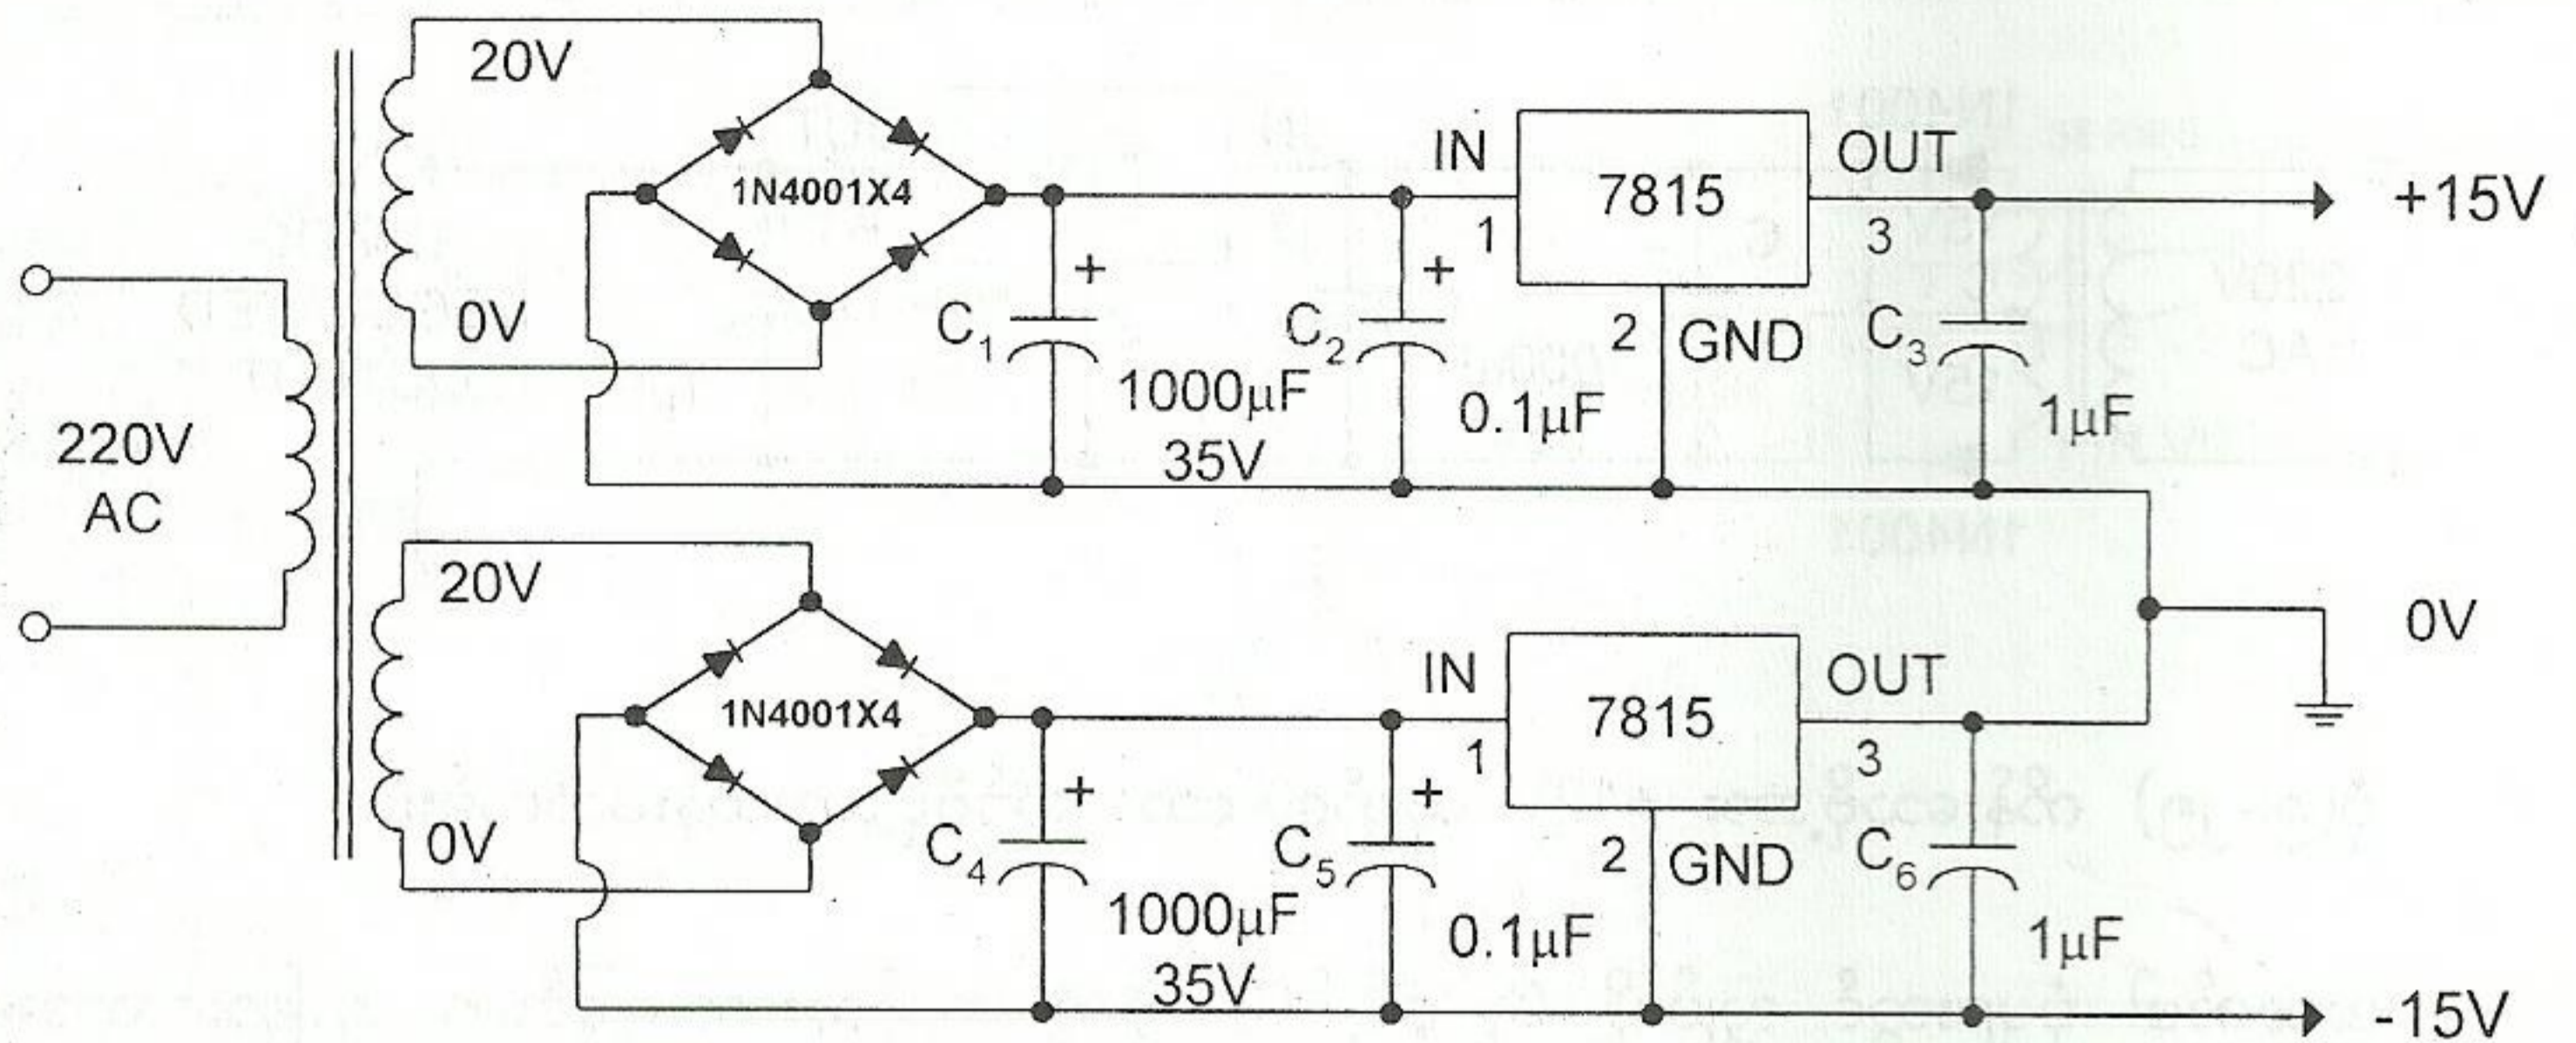 20V
1N4001X4
0V
IN
1
7815
OUT
3
+15V
C1
+
1000µF
35V
C2
+
0.1µF
2
GND
C3
1µF
220V
AC
20V
1N4001X4
0V
IN
1
7815
OUT
3
0V
C4
+
1000µF
35V
C5
+
0.1µF
2
GND
C6
1µF
-15V